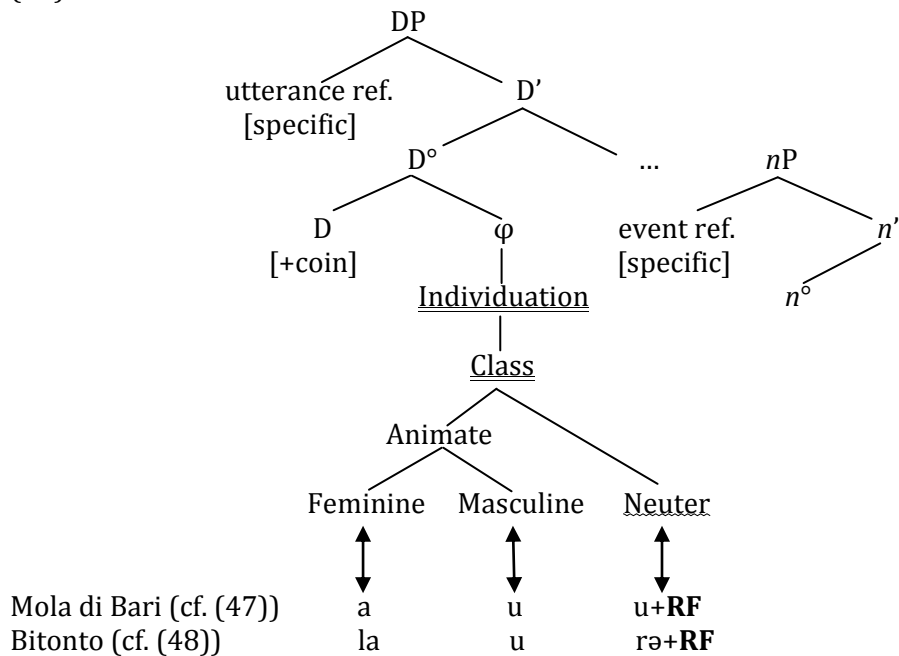 DP
utterance ref. D’
[specific]
D° … nP
D φ event ref. n’
[+coin] [specific]
Individuation n°
Class
Animate
Feminine Masculine Neuter
Mola di Bari (cf. (47)) a u u+RF
Bitonto (cf. (48)) la u rə+RF